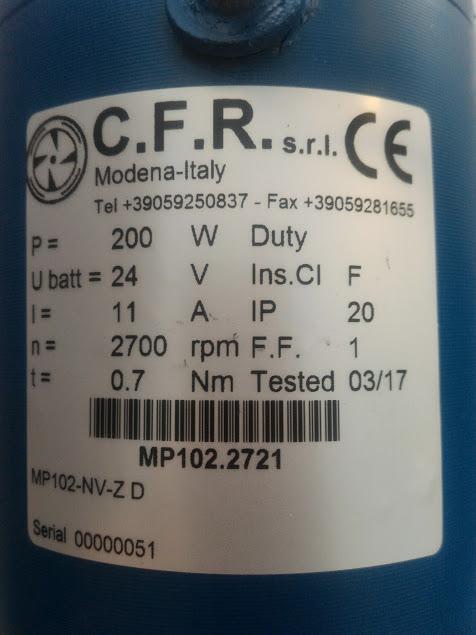 C.F.R. s.r.l. CE
Modena-Italy
Tel +39059250837 - Fax +39059281655
P = 200 W Duty
U batt = 24 V Ins.Cl F
I = 11 A IP 20
n = 2700 rpm F.F. 1
t = 0.7 Nm Tested 03/17
MP102.2721
MP102-NV-Z D
Serial 00000051